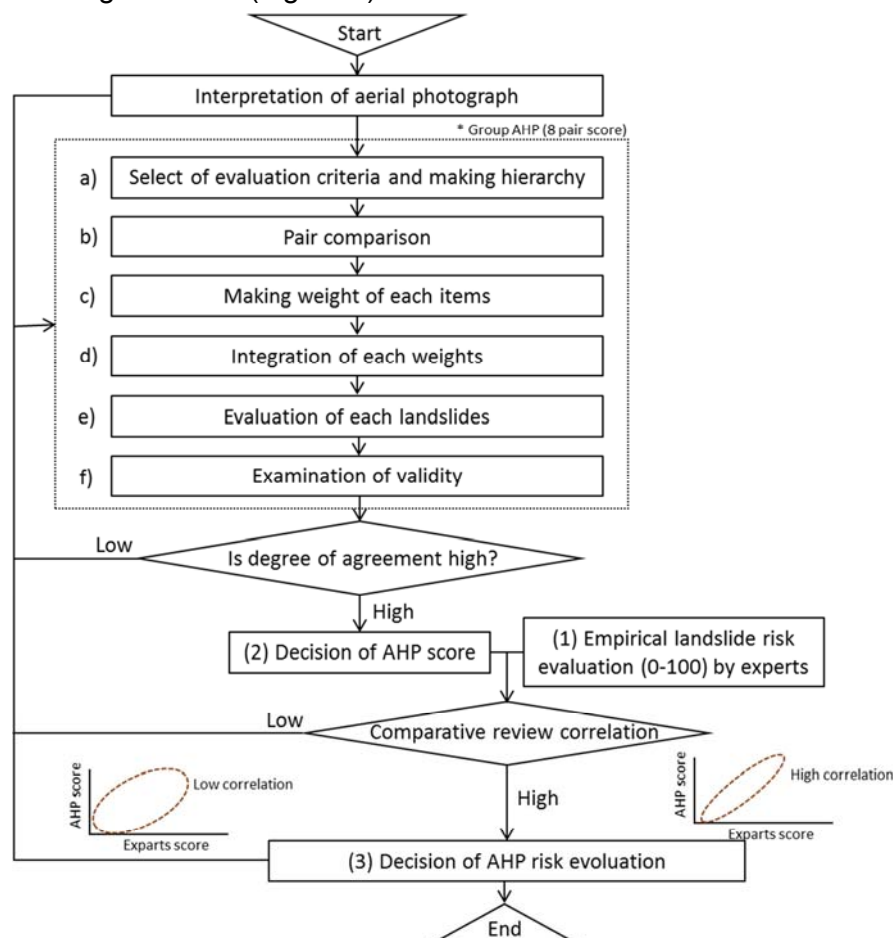 Start
Interpretation of aerial photograph
* Group AHP (8 pair score)
a) Select of evaluation criteria and making hierarchy
b) Pair comparison
c) Making weight of each items
d) Integration of each weights
e) Evaluation of each landslides
f) Examination of validity
Low
Is degree of agreement high?
High
(2) Decision of AHP score
(1) Empirical landslide risk
evaluation (0-100) by experts
Low
Comparative review correlation
AHP score
Low correlation
Exparts score
High
AHP score
High correlation
Exparts score
(3) Decision of AHP risk evoluation
End